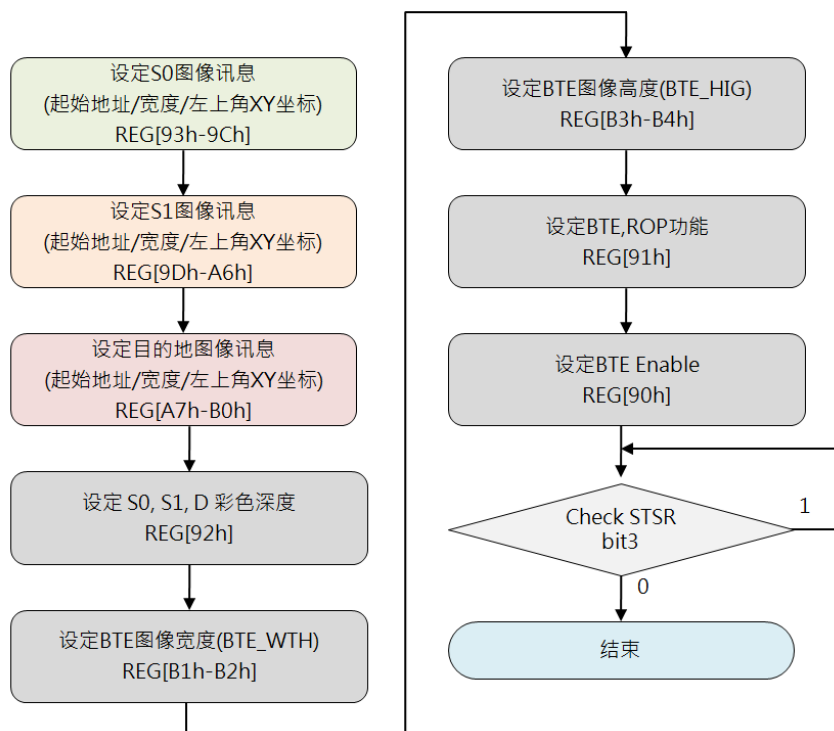 设定S0图像讯息
(起始地址/宽度/左上角XY坐标)
REG[93h-9Ch]
设定S1图像讯息
(起始地址/宽度/左上角XY坐标)
REG[9Dh-A6h]
设定目的地图像讯息
(起始地址/宽度/左上角XY坐标)
REG[A7h-B0h]
设定 S0, S1, D 彩色深度
REG[92h]
设定BTE图像宽度(BTE_WTH)
REG[B1h-B2h]
设定BTE图像高度(BTE_HIG)
REG[B3h-B4h]
设定BTE,ROP功能
REG[91h]
设定BTE Enable
REG[90h]
Check STSR
bit3
1
0
结束